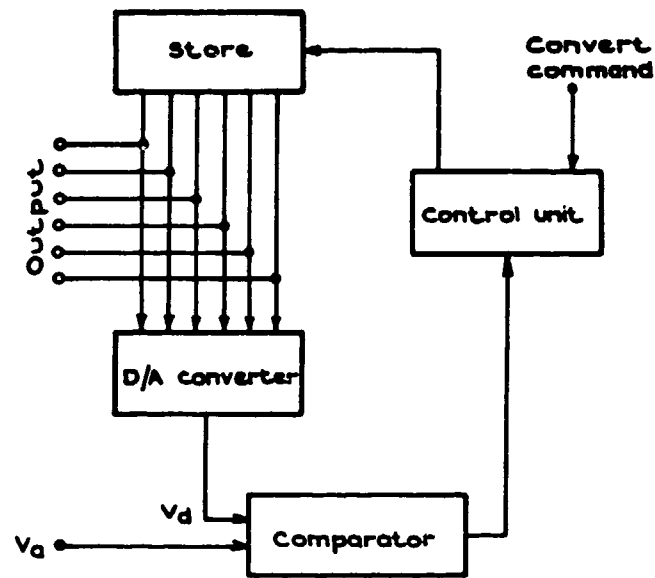 Store
Convert
command
Control unit
Output
D/A converter
Vd
Va
Comparator